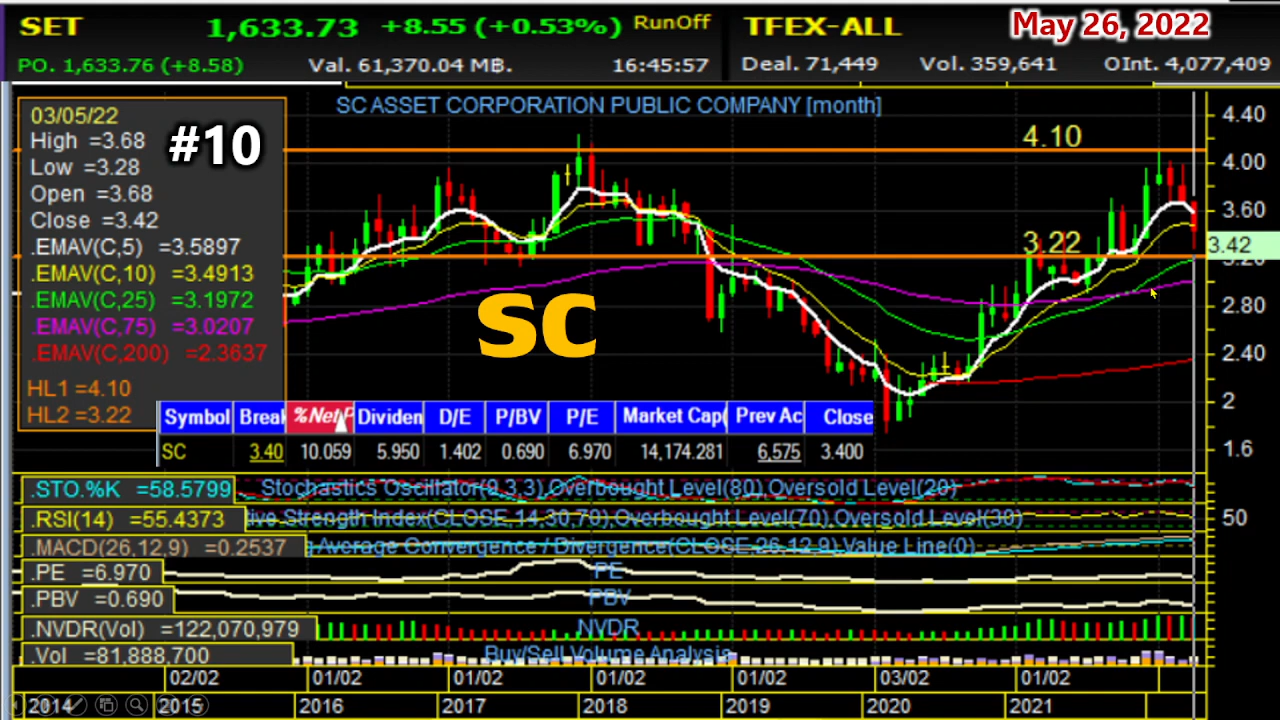 SET 1,633.73 +8.55 (+0.53%) RunOff TFEX-ALL May 26, 2022
PO. 1,633.76 (+8.58) Val. 61,370.04 MB. 16:45:57 Deal. 71,449 Vol. 359,641 OInt. 4,077,409
SC ASSET CORPORATION PUBLIC COMPANY [month]
03/05/22
High =3.68
Low =3.28
Open =3.68
Close =3.42
.EMAV(C,5) =3.5897
.EMAV(C,10) =3.4913
.EMAV(C,25) =3.1972
.EMAV(C,75) =3.0207
.EMAV(C,200) =2.3637
HL1 =4.10
HL2 =3.22
#10
4.10
3.22
SC
4.40
4.00
3.60
3.42
3.20
2.80
2.40
2
1.6
Symbol Break %NetP Dividen D/E P/BV P/E Market Cap( Prev Ac Close
SC 3.40 10.059 5.950 1.402 0.690 6.970 14,174.281 6,575 3.400
.STO.%K =58.5799 Stochastics Oscillator(9,3,3),Overbought Level(80),Oversold Level(20)
.RSI(14) =55.4373 ive Strength Index(CLOSE,14,30,70),Overbought Level(70),Oversold Level(30) 50
.MACD(26,12,9) =0.2537 g Average Convergence / Divergence(CLOSE,26,12,9),Value Line(0)
.PE =6.970 PE
.PBV =0.690 PBV
.NVDR(Vol) =122,070,979 NVDR
.Vol =81,888,700 Buy/Sell Volume Analysis
02/02 01/02 01/02 01/02 01/02 03/02 01/02
2014 2015 2016 2017 2018 2019 2020 2021